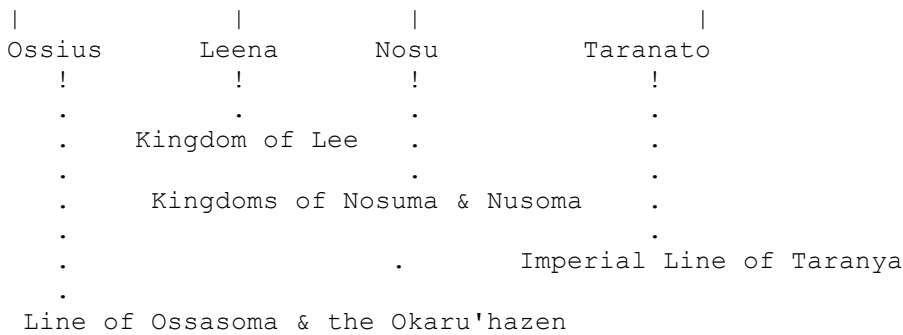 |               |            |                     |
Ossius       Leena       Nosu           Taranato
!               !            !                     !
.               .            .                     .
.     Kingdom of Lee   .                     .
.                            .                     .
.      Kingdoms of Nosuma & Nusoma     .
.                                                  .
.                        .        Imperial Line of Taranya
.
Line of Ossasoma & the Okaru'hazen